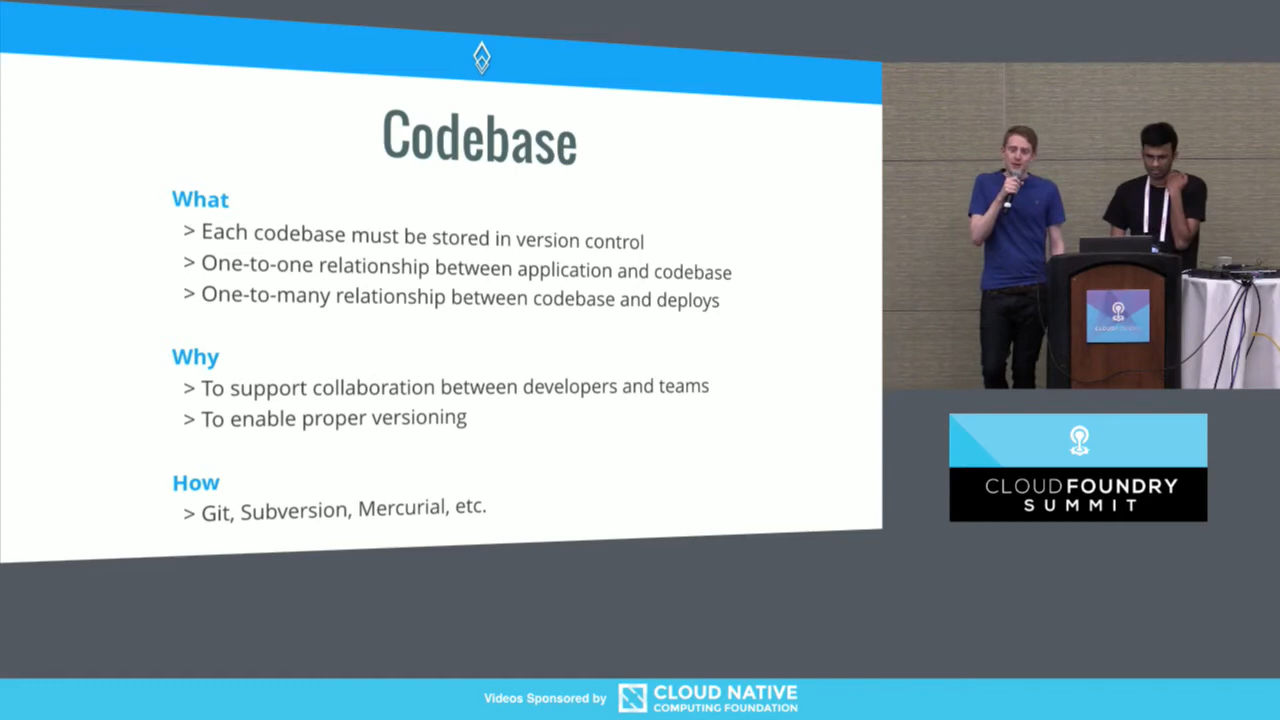 Codebase
What
> Each codebase must be stored in version control
> One-to-one relationship between application and codebase
> One-to-many relationship between codebase and deploys
Why
> To support collaboration between developers and teams
> To enable proper versioning
How
> Git, Subversion, Mercurial, etc.
CLOUD FOUNDRY
CLOUDFOUNDRY
SUMMIT
Videos Sponsored by
CLOUD NATIVE
COMPUTING FOUNDATION